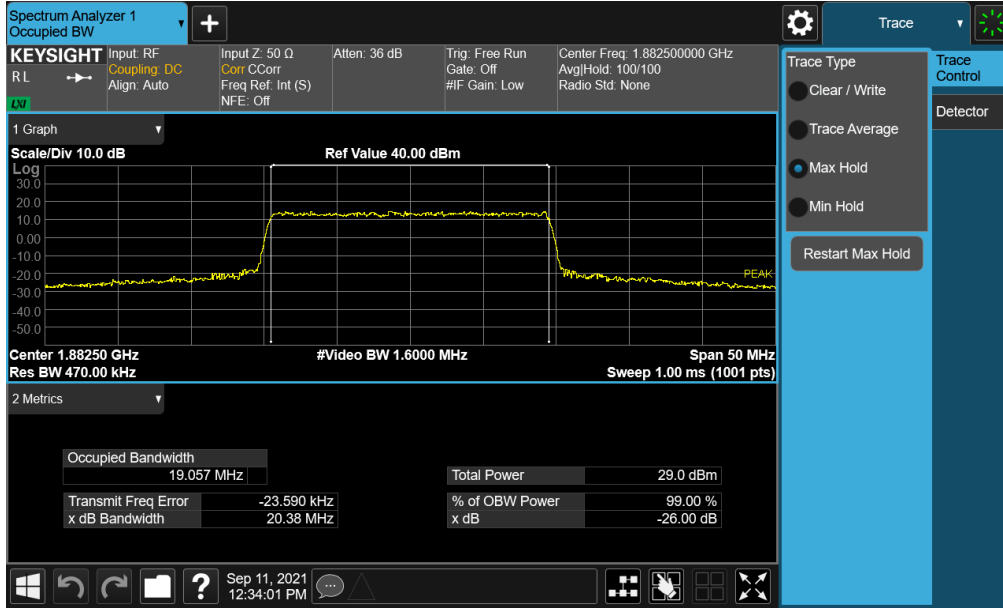 Spectrum Analyzer 1
Occupied BW
Trace
KEYSIGHT
R L
LXI
Input: RF
Coupling: DC
Align: Auto
Input Z: 50 Ω
Corr CCorr
Freq Ref: Int (S)
NFE: Off
Atten: 36 dB
Trig: Free Run
Gate: Off
#IF Gain: Low
Center Freq: 1.882500000 GHz
Avg|Hold: 100/100
Radio Std: None
Trace Type
Clear / Write
Trace Average
Max Hold
Min Hold
Restart Max Hold
Trace
Control
Detector
1 Graph
Scale/Div 10.0 dB
Ref Value 40.00 dBm
Log
30.0
20.0
10.0
0.00
-10.0
-20.0
-30.0
-40.0
-50.0
PEAK
Center 1.88250 GHz
#Video BW 1.6000 MHz
Span 50 MHz
Res BW 470.00 kHz
Sweep 1.00 ms (1001 pts)
2 Metrics
Occupied Bandwidth
19.057 MHz
Total Power 29.0 dBm
Transmit Freq Error -23.590 kHz
% of OBW Power 99.00 %
x dB Bandwidth 20.38 MHz
x dB -26.00 dB
?
Sep 11, 2021
12:34:01 PM